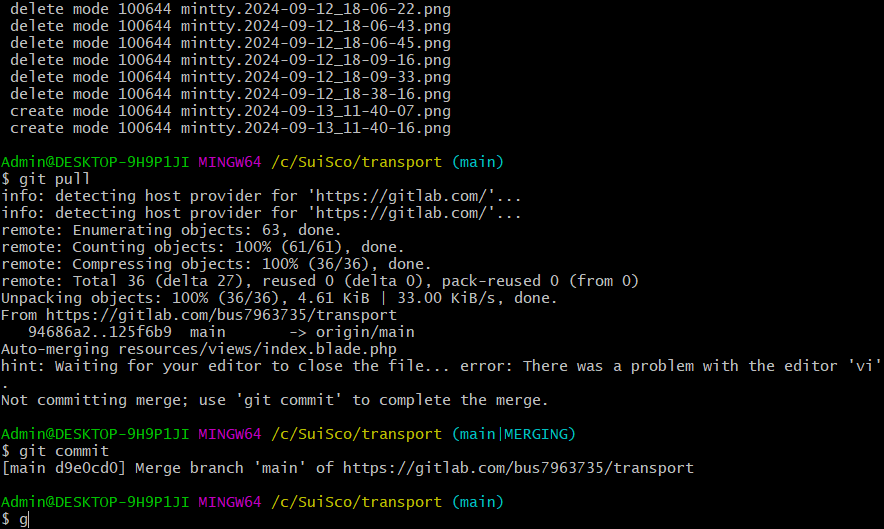 delete mode 100644 mintty.2024-09-12_18-06-22.png
delete mode 100644 mintty.2024-09-12_18-06-43.png
delete mode 100644 mintty.2024-09-12_18-06-45.png
delete mode 100644 mintty.2024-09-12_18-09-16.png
delete mode 100644 mintty.2024-09-12_18-09-33.png
delete mode 100644 mintty.2024-09-12_18-38-16.png
create mode 100644 mintty.2024-09-13_11-40-07.png
create mode 100644 mintty.2024-09-13_11-40-16.png
Admin@DESKTOP-9H9P1JI MINGW64 /c/SuiSco/transport (main)
$ git pull
info: detecting host provider for 'https://gitlab.com/'...
info: detecting host provider for 'https://gitlab.com/'...
remote: Enumerating objects: 63, done.
remote: Counting objects: 100% (61/61), done.
remote: Compressing objects: 100% (36/36), done.
remote: Total 36 (delta 27), reused 0 (delta 0), pack-reused 0 (from 0)
Unpacking objects: 100% (36/36), 4.61 KiB | 33.00 KiB/s, done.
From https://gitlab.com/bus7963735/transport
94686a2..125f6b9  main       -> origin/main
Auto-merging resources/views/index.blade.php
hint: Waiting for your editor to close the file... error: There was a problem with the editor 'vi'
.
Not committing merge; use 'git commit' to complete the merge.
Admin@DESKTOP-9H9P1JI MINGW64 /c/SuiSco/transport (main|MERGING)
$ git commit
[main d9e0cd0] Merge branch 'main' of https://gitlab.com/bus7963735/transport
Admin@DESKTOP-9H9P1JI MINGW64 /c/SuiSco/transport (main)
$ g